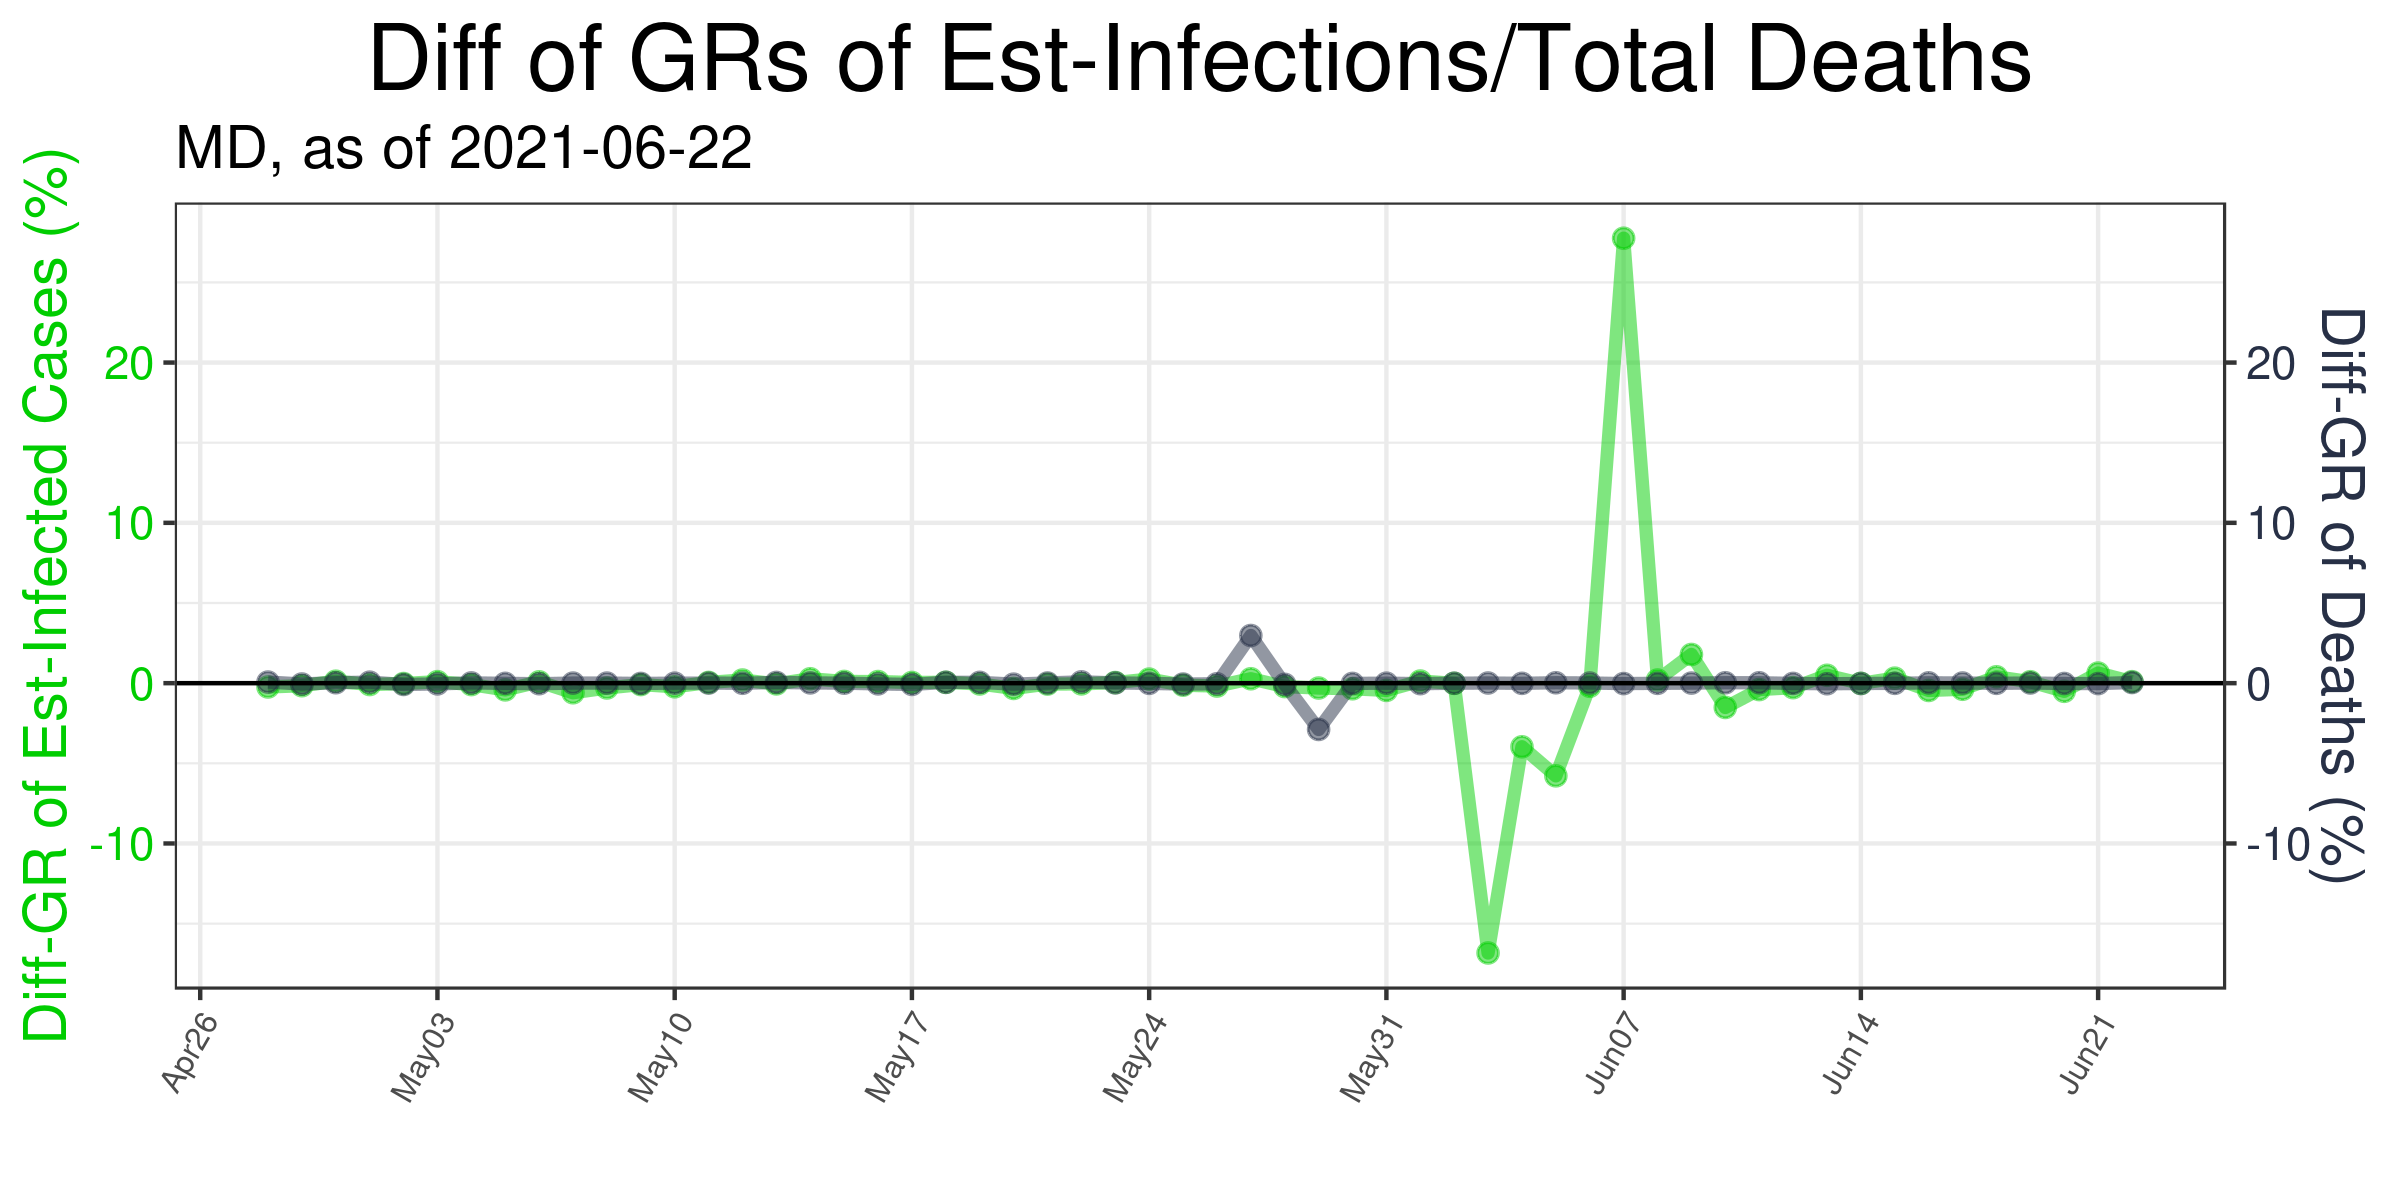 Diff of GRs of Est-Infections/Total Deaths
MD, as of 2021-06-22
Diff-GR of Est-Infected Cases (%)
20
10
0
-10
20
10
0
-10
Diff-GR of Deaths (%)
Apr26
May03
May10
May17
May24
May31
Jun07
Jun14
Jun21